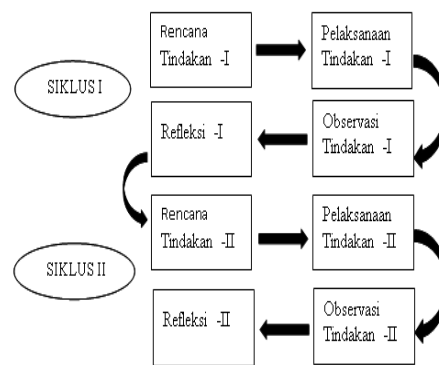 Rencana
Tindakan -I
Pelaksanaan
Tindakan -I
SIKLUS I
Refleksi -I
Observasi
Tindakan -I
Rencana
Tindakan -II
Pelaksanaan
Tindakan -II
SIKLUS II
Refleksi -II
Observasi
Tindakan -II